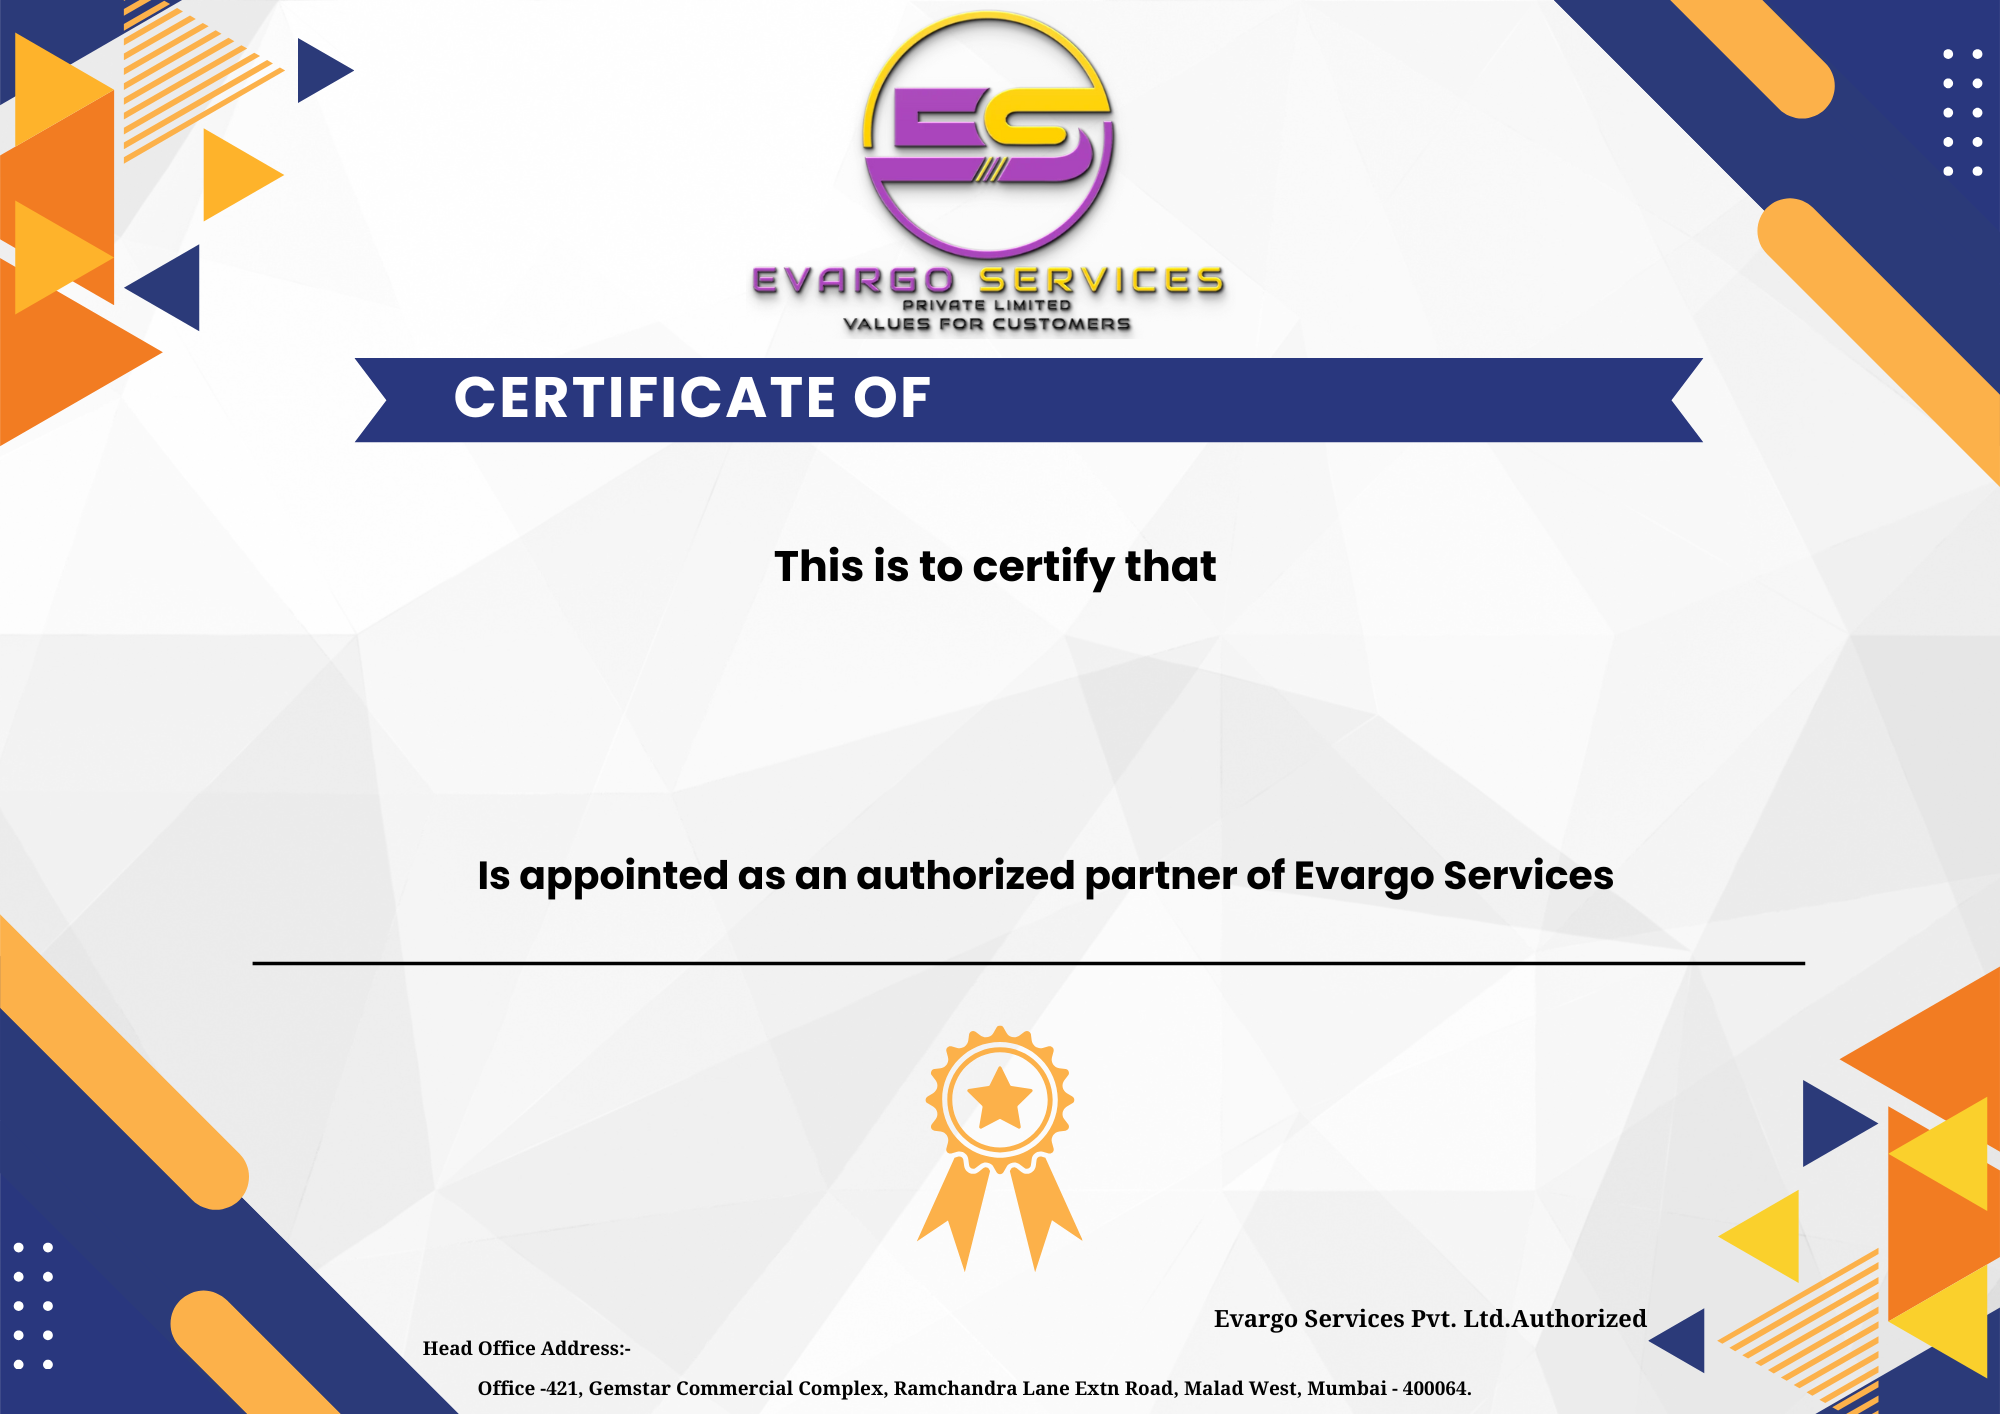 ES
EVARGO SERVICES
PRIVATE LIMITED
VALUES FOR CUSTOMERS
CERTIFICATE OF
This is to certify that
Is appointed as an authorized partner of Evargo Services
Evargo Services Pvt. Ltd.Authorized
Head Office Address:-
Office -421, Gemstar Commercial Complex, Ramchandra Lane Extn Road, Malad West, Mumbai - 400064.